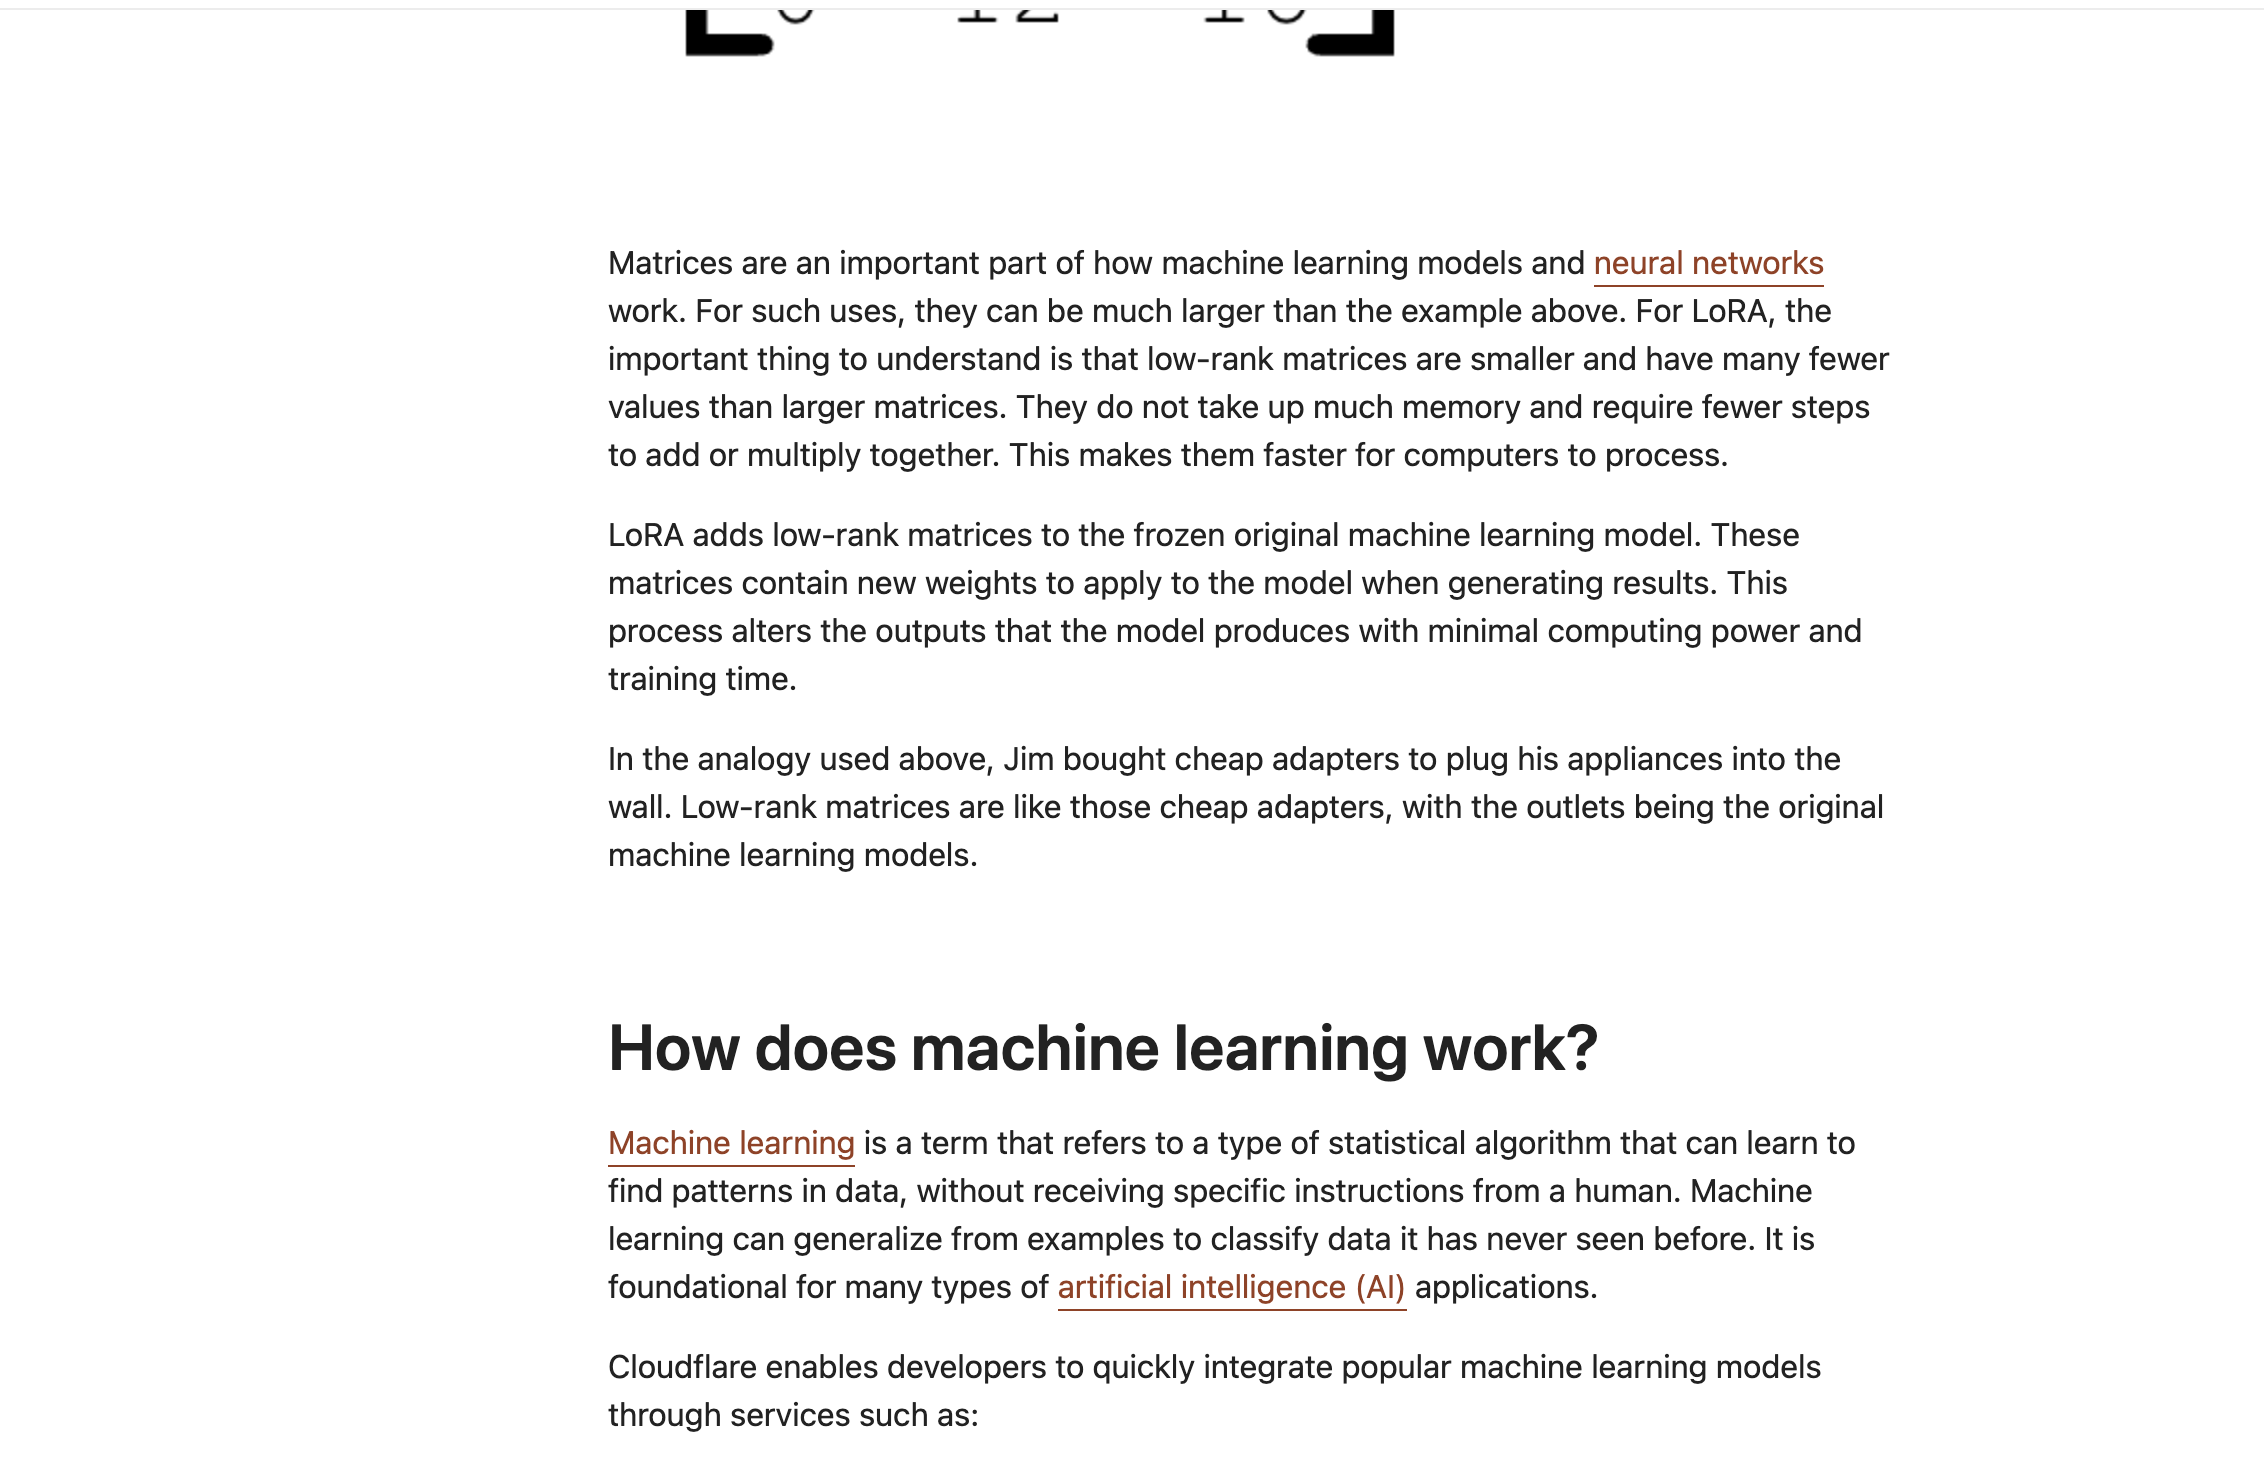 Matrices are an important part of how machine learning models and neural networks
work. For such uses, they can be much larger than the example above. For LoRA, the
important thing to understand is that low-rank matrices are smaller and have many fewer
values than larger matrices. They do not take up much memory and require fewer steps
to add or multiply together. This makes them faster for computers to process.
LoRA adds low-rank matrices to the frozen original machine learning model. These
matrices contain new weights to apply to the model when generating results. This
process alters the outputs that the model produces with minimal computing power and
training time.
In the analogy used above, Jim bought cheap adapters to plug his appliances into the
wall. Low-rank matrices are like those cheap adapters, with the outlets being the original
machine learning models.
How does machine learning work?
Machine learning is a term that refers to a type of statistical algorithm that can learn to
find patterns in data, without receiving specific instructions from a human. Machine
learning can generalize from examples to classify data it has never seen before. It is
foundational for many types of artificial intelligence (AI) applications.
Cloudflare enables developers to quickly integrate popular machine learning models
through services such as: